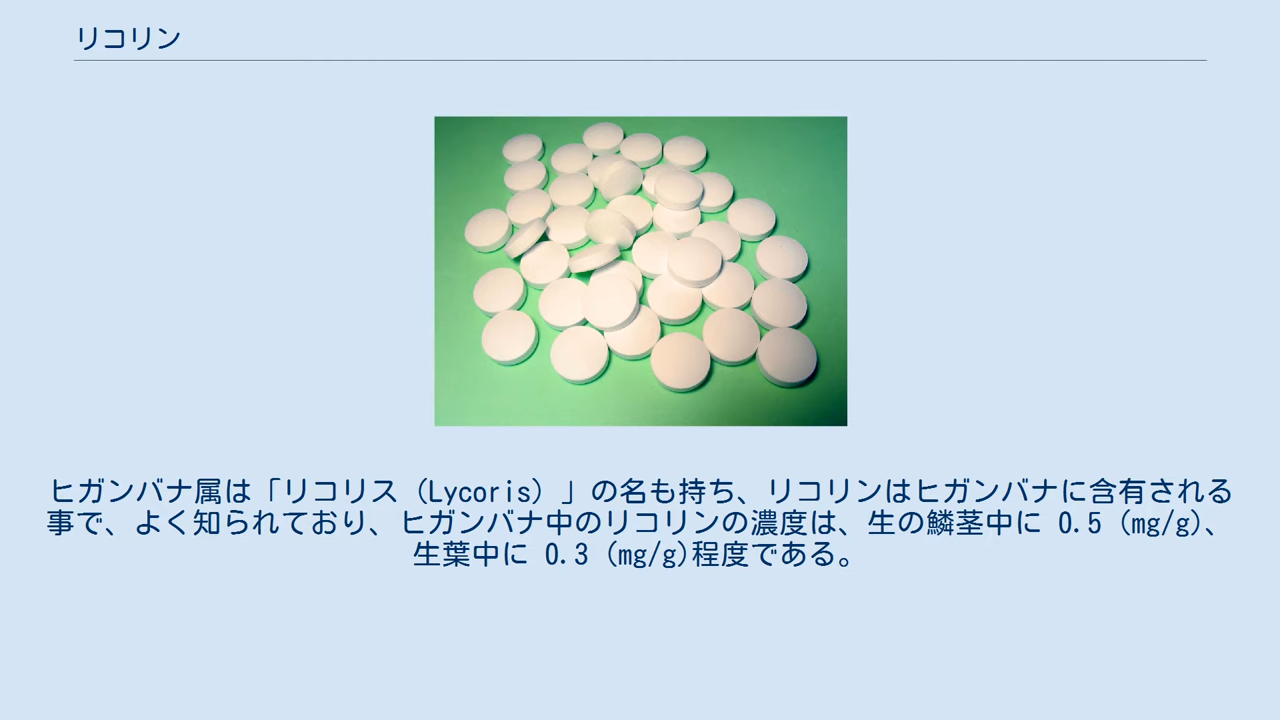 リコリン
ヒガンバナ属は「リコリス（Lycoris）」の名も持ち、リコリンはヒガンバナに含有される
事で、よく知られており、ヒガンバナ中のリコリンの濃度は、生の鱗茎中に 0.5 (mg/g)、
生葉中に 0.3 (mg/g)程度である。